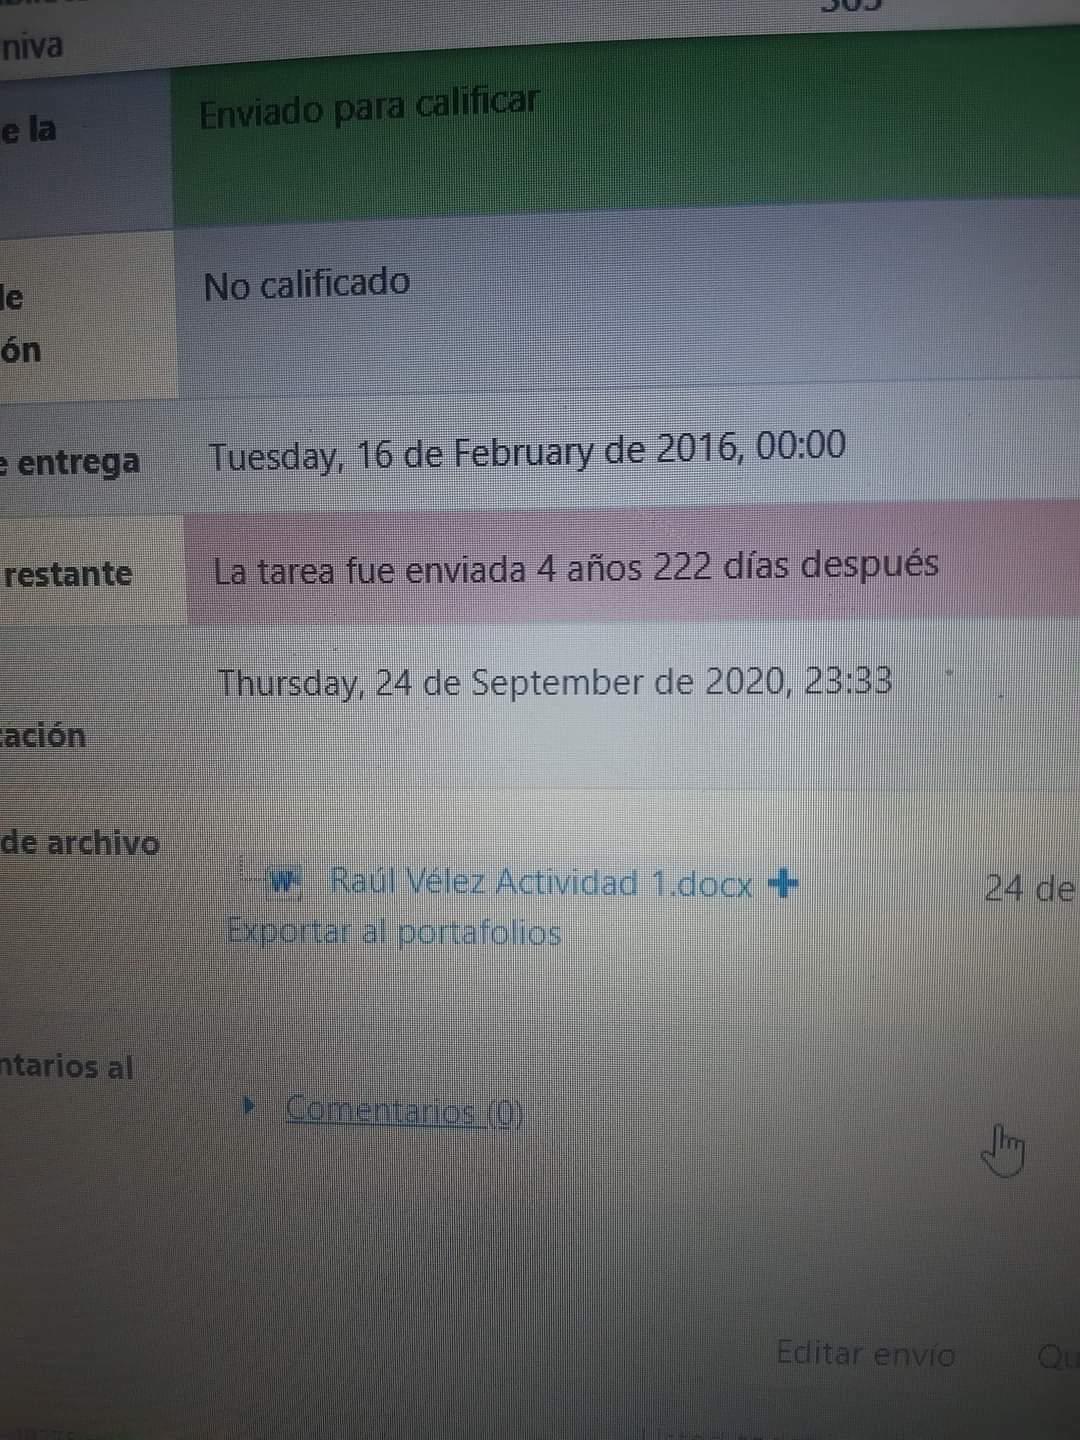 niva
e la
Enviado para calificar
No calificado
de
ón
e entrega
Tuesday, 16 de February de 2016, 00:00
restante
La tarea fue enviada 4 años 222 días después
Thursday, 24 de September de 2020, 23:33
tación
de archivo
Raúl Vélez Actividad 1.docx
24 de
Exportar al portafolios
ntarios al
Comentarios (0)
Editar envío
Qu